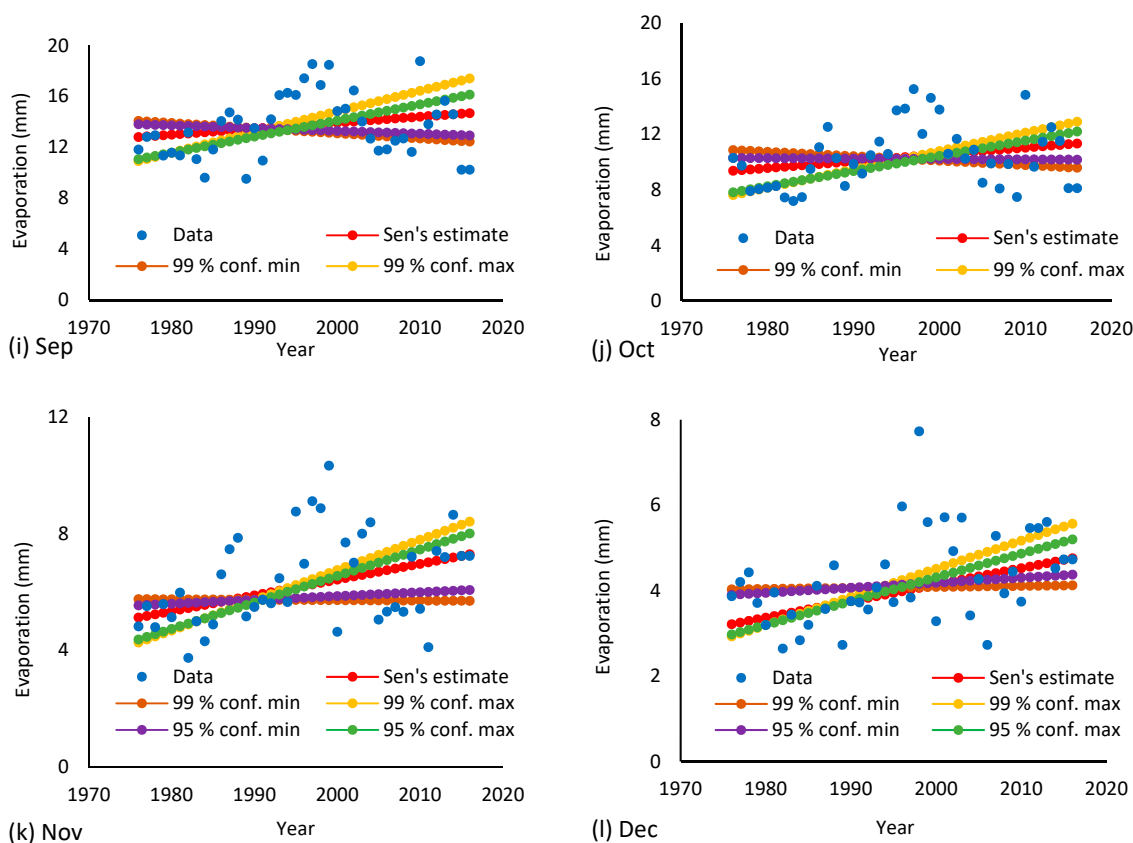 20
16
12
8
4
0
Evaporation (mm)
Data
Sen's estimate
99 % conf. min
99 % conf. max
1970 1980 1990 2000 2010 2020
Year
(i) Sep
20
16
12
8
4
0
Evaporation (mm)
Data
Sen's estimate
99 % conf. min
99 % conf. max
1970 1980 1990 2000 2010 2020
Year
(j) Oct
12
8
4
0
Evaporation (mm)
Data
Sen's estimate
99 % conf. min
99 % conf. max
95 % conf. min
95 % conf. max
1970 1980 1990 2000 2010 2020
Year
(k) Nov
8
6
4
2
0
Evaporation (mm)
Data
Sen's estimate
99 % conf. min
99 % conf. max
95 % conf. min
95 % conf. max
1970 1980 1990 2000 2010 2020
Year
(l) Dec